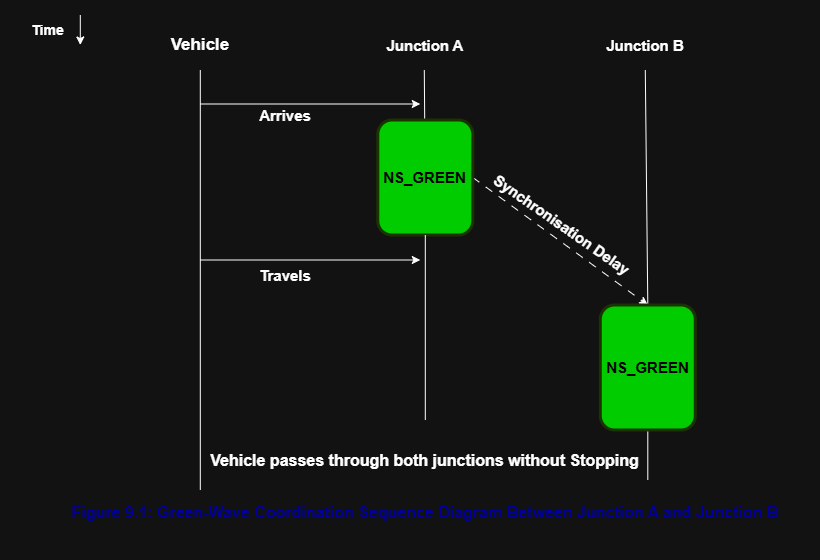 Time
Vehicle
Junction A
Junction B
Arrives
NS_GREEN
Synchronisation Delay
Travels
NS_GREEN
Vehicle passes through both junctions without Stopping
Figure 9.1: Green-Wave Coordination Sequence Diagram Between Junction A and Junction B